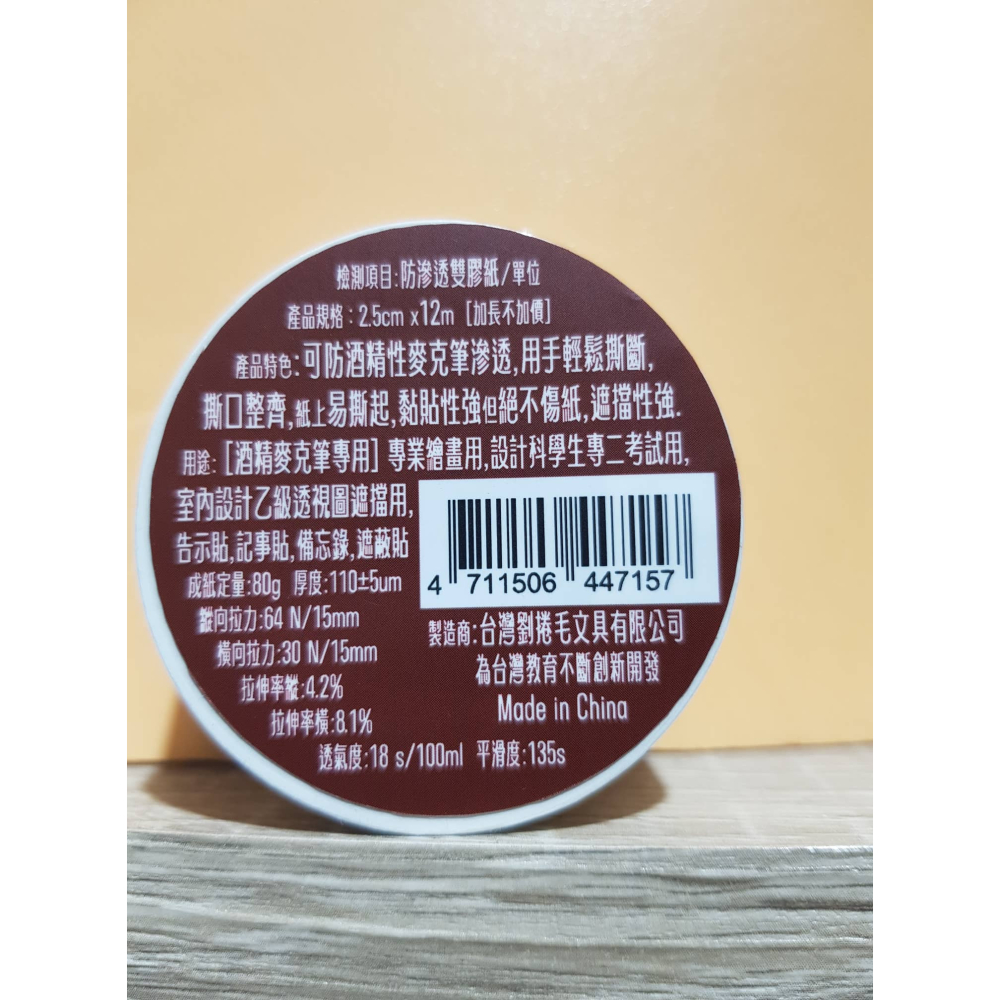 檢測項目:防滲透雙膠紙/單位
產品規格:2.5cm x12m [加長不加價]
產品特色:可防酒精性麥克筆滲透,用手輕鬆撕斷,
撕口整齊,紙上易撕起,黏貼性強但絕不傷紙,遮擋性強.
用途:[酒精麥克筆專用] 專業繪畫用,設計科學生專二考試用,
室內設計乙級透視圖遮擋用,
告示貼,記事貼,備忘錄,遮蔽貼
成紙定量:80g 厚度:110±5um
縱向拉力:64 N/15mm
橫向拉力:30 N/15mm
拉伸率縱:4.2%
拉伸率橫:8.1%
透氣度:18 s/100ml 平滑度:135s
4 711506 447157
製造商:台灣劉捲毛文具有限公司
為台灣教育不斷創新開發
Made in China